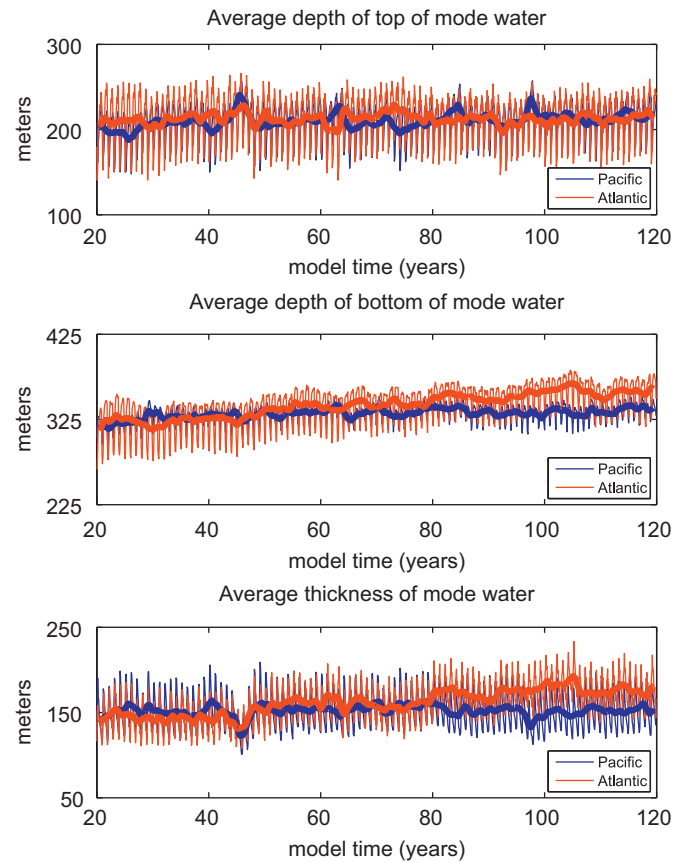 Average depth of top of mode water
300
200
100
meters
20 40 60 80 100 120
model time (years)
Pacific
Atlantic
Average depth of bottom of mode water
425
325
225
meters
20 40 60 80 100 120
model time (years)
Pacific
Atlantic
Average thickness of mode water
250
150
50
meters
20 40 60 80 100 120
model time (years)
Pacific
Atlantic